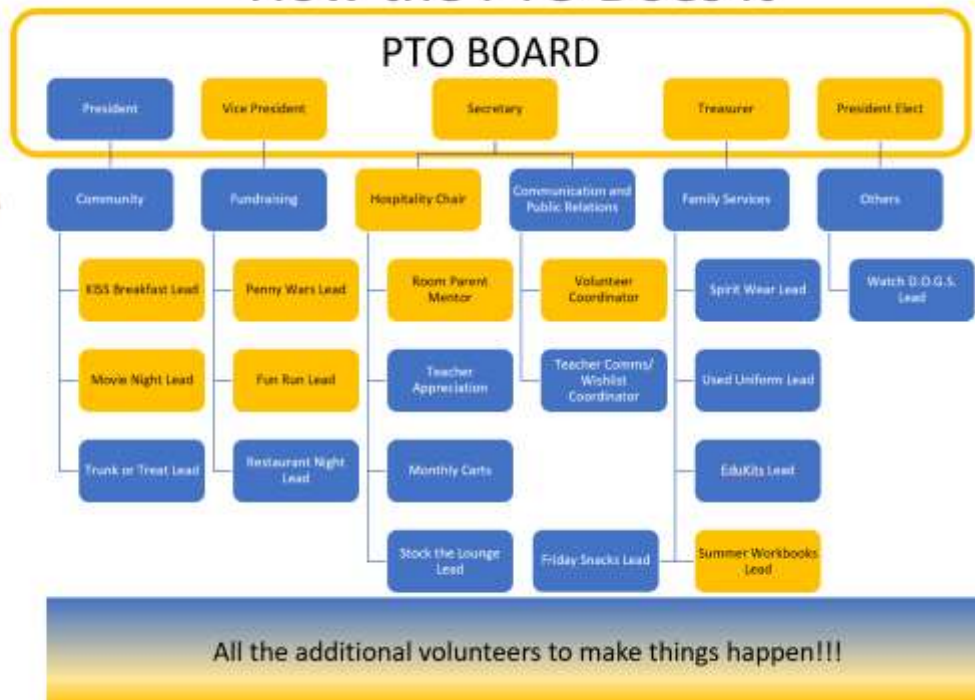 PTO BOARD
President
Vice President
Secretary
Treasurer
President Elect
Community
Fundraising
Hospitality Chair
Communication and
Public Relations
Family Services
Others
KISS Breakfast Lead
Penny Wars Lead
Room Parent
Mentor
Volunteer
Coordinator
Spirit Wear Lead
Watch D.O.G.S.
Lead
Movie Night Lead
Fun Run Lead
Teacher
Appreciation
Teacher Comms/
Wishlist
Coordinator
Used Uniform Lead
Trunk or Treat Lead
Restaurant Night
Lead
Monthly Carts
EduKits Lead
Stock the Lounge
Lead
Friday Snacks Lead
Summer Workbooks
Lead
All the additional volunteers to make things happen!!!